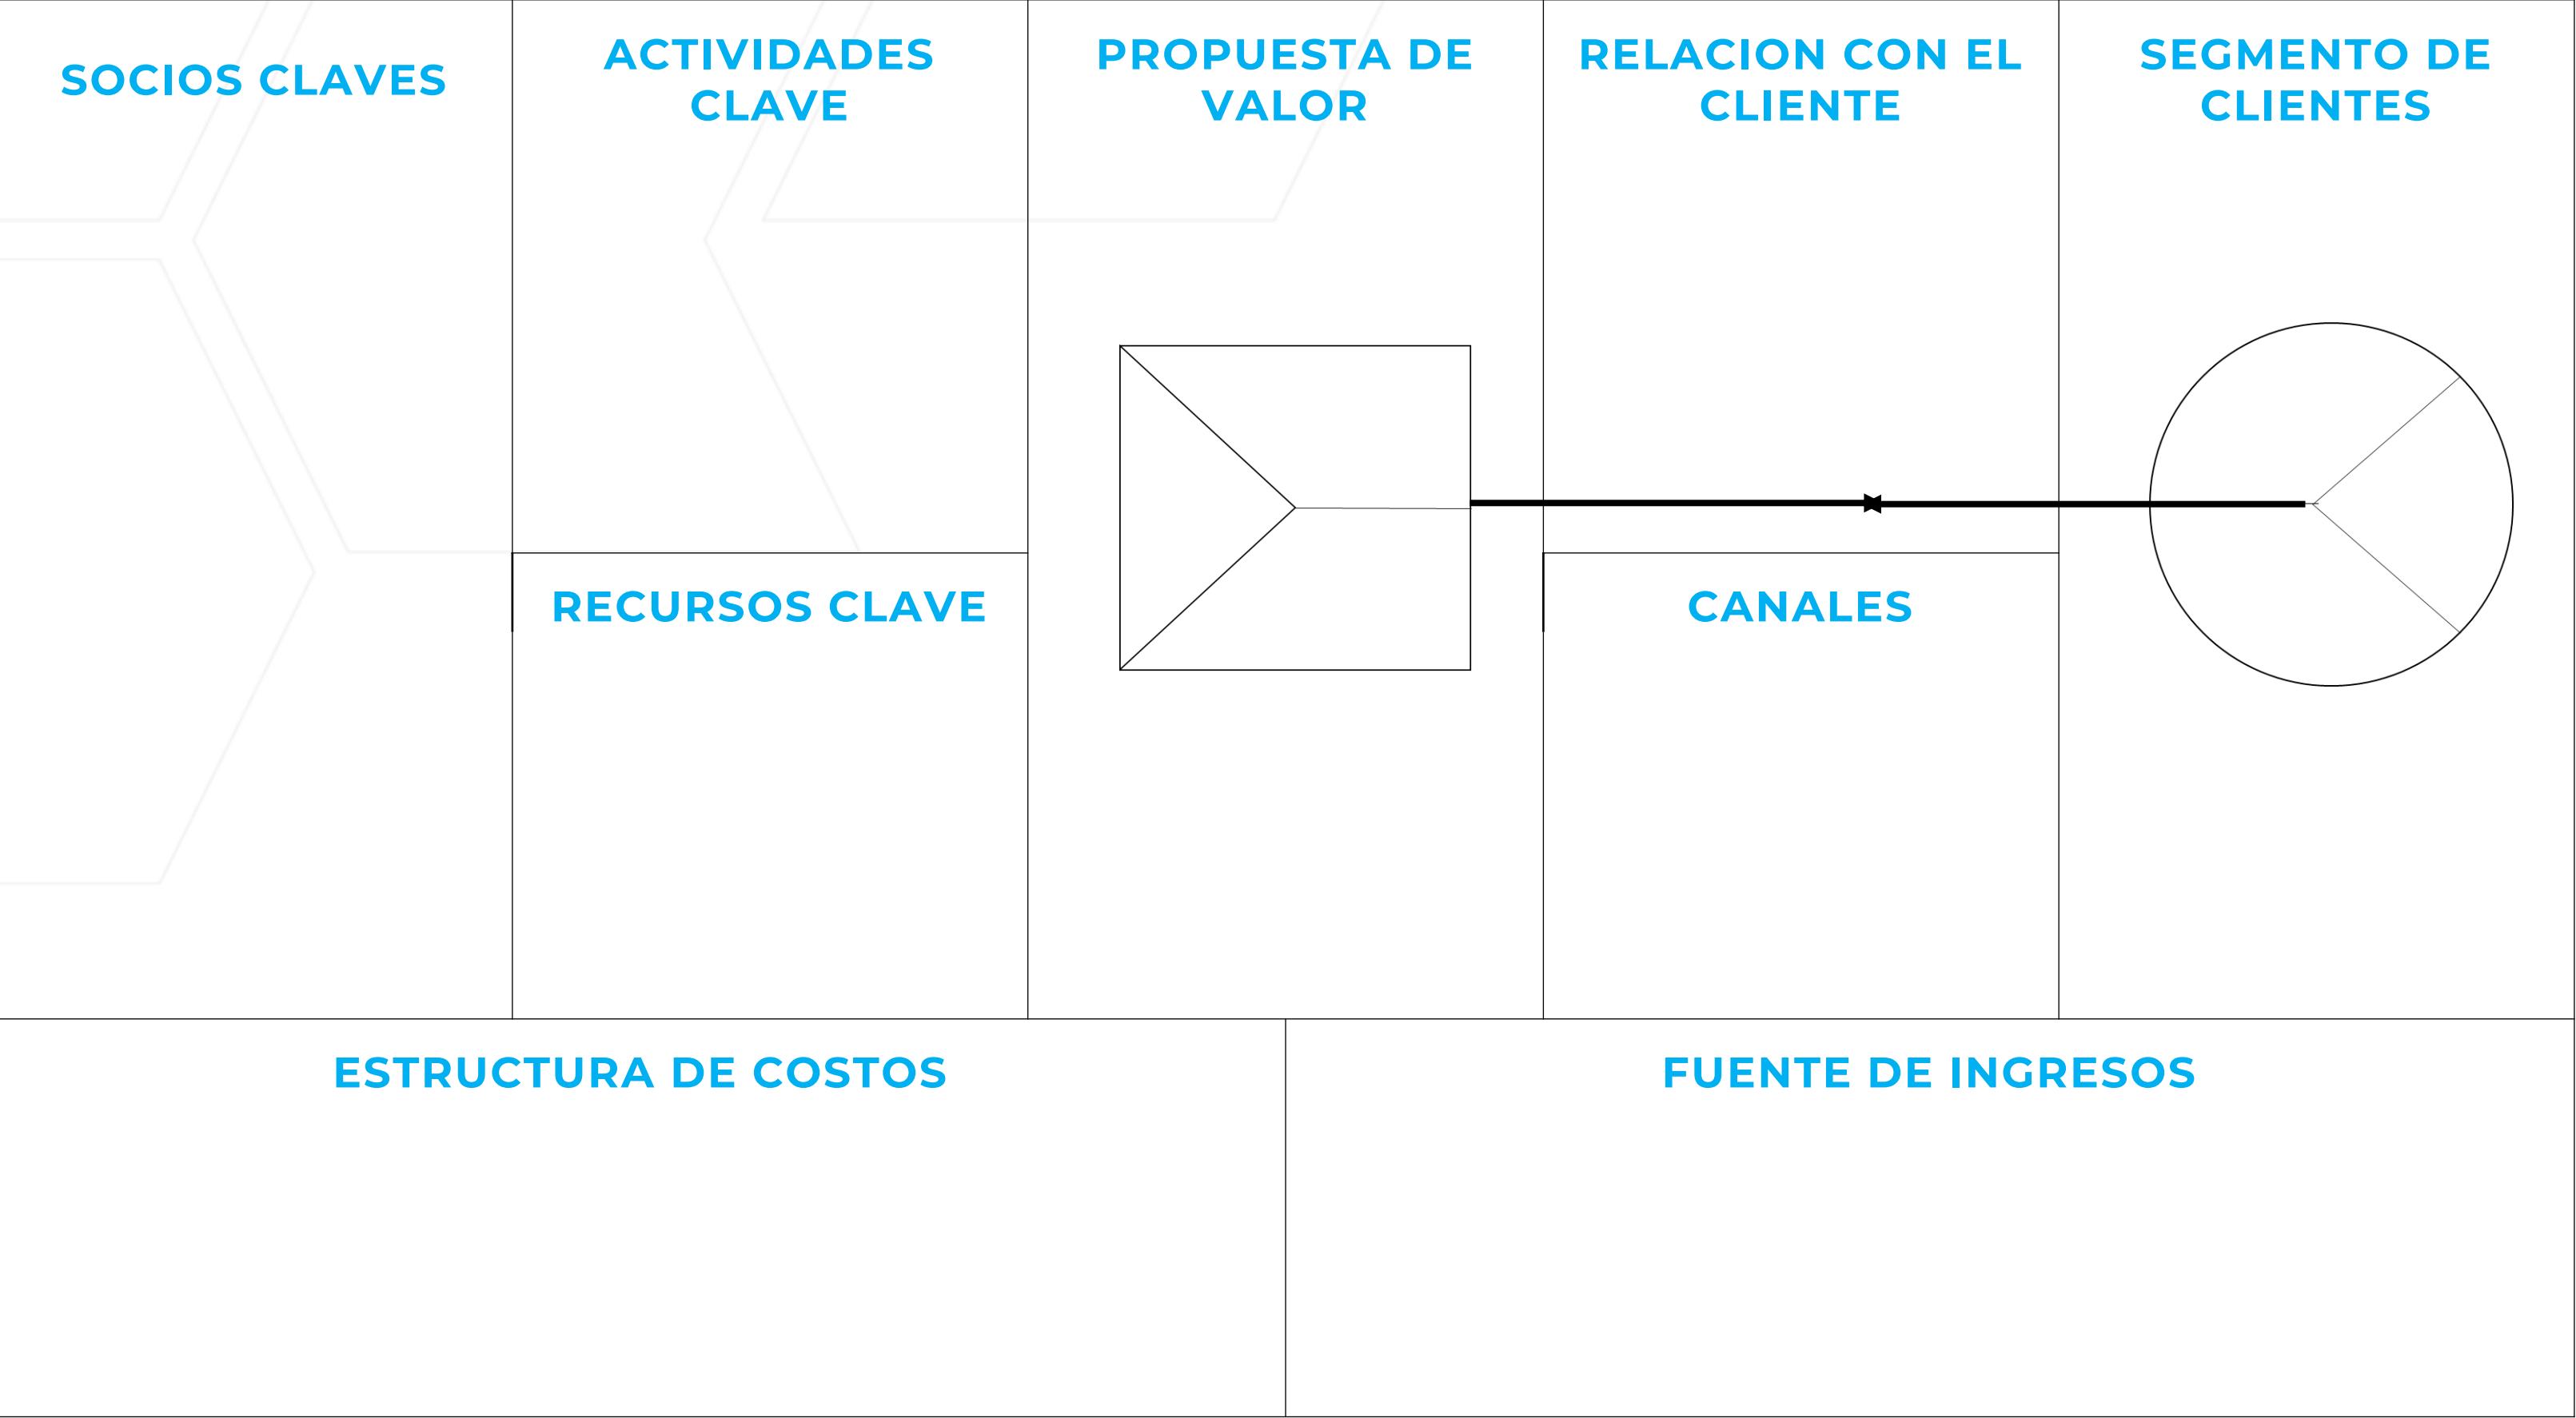 SOCIOS CLAVES
ACTIVIDADES
CLAVE
RECURSOS CLAVE
PROPUESTA DE
VALOR
RELACION CON EL
CLIENTE
CANALES
SEGMENTO DE
CLIENTES
ESTRUCTURA DE COSTOS
FUENTE DE INGRESOS